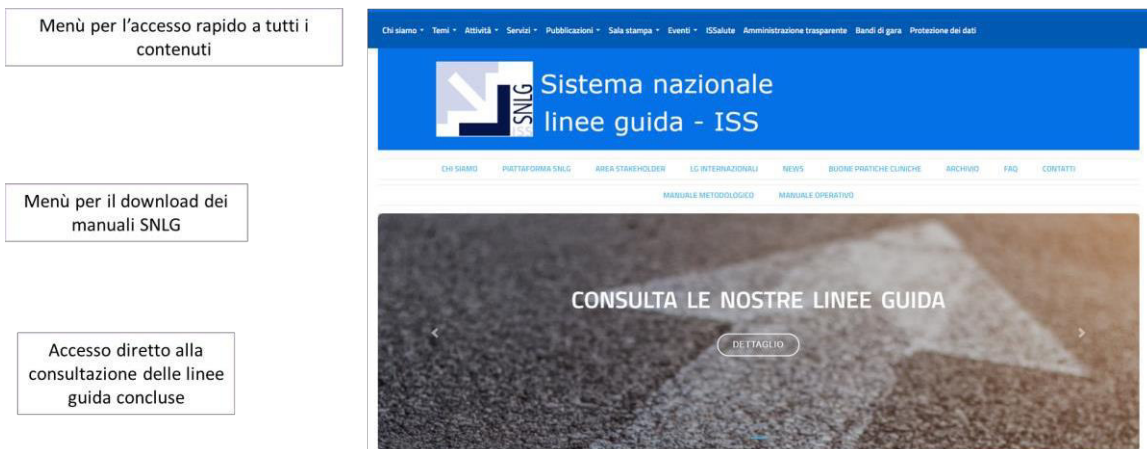 Menù per l'accesso rapido a tutti i
contenuti
Menù per il download dei
manuali SNLG
Accesso diretto alla
consultazione delle linee
guida concluse
Chi siamo Temi Attività Servizi Pubblicazioni Sala stampa Eventi ISSalute Amministrazione trasparente Bandi di gara Protezione dei dati
SNLG
ISS
Sistema nazionale
linee guida - ISS
CHI SIAMO PIATTAFORMA SNLG AREA STAKEHOLDER LG INTERNAZIONALI NEWS BUONE PRATICHE CLINICHE ARCHIVIO FAQ CONTATTI
MANUALE METODOLOGICO MANUALE OPERATIVO
CONSULTA LE NOSTRE LINEE GUIDA
DETTAGLIO